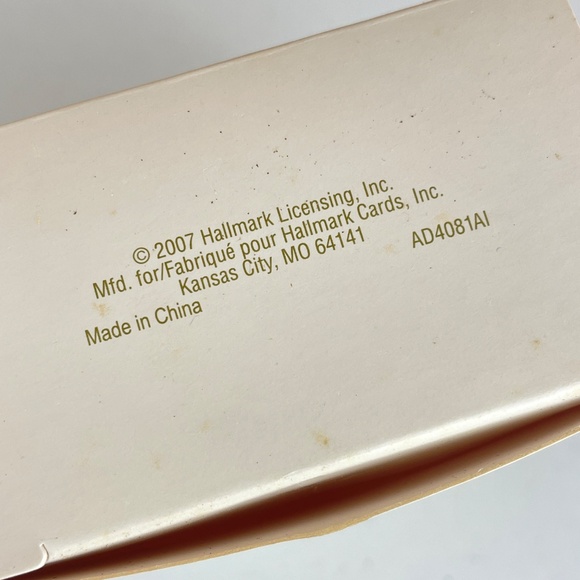 © 2007 Hallmark Licensing, Inc.
Mfd. for/Fabriqué pour Hallmark Cards, Inc.
Kansas City, MO 64141 AD4081AI
Made in China